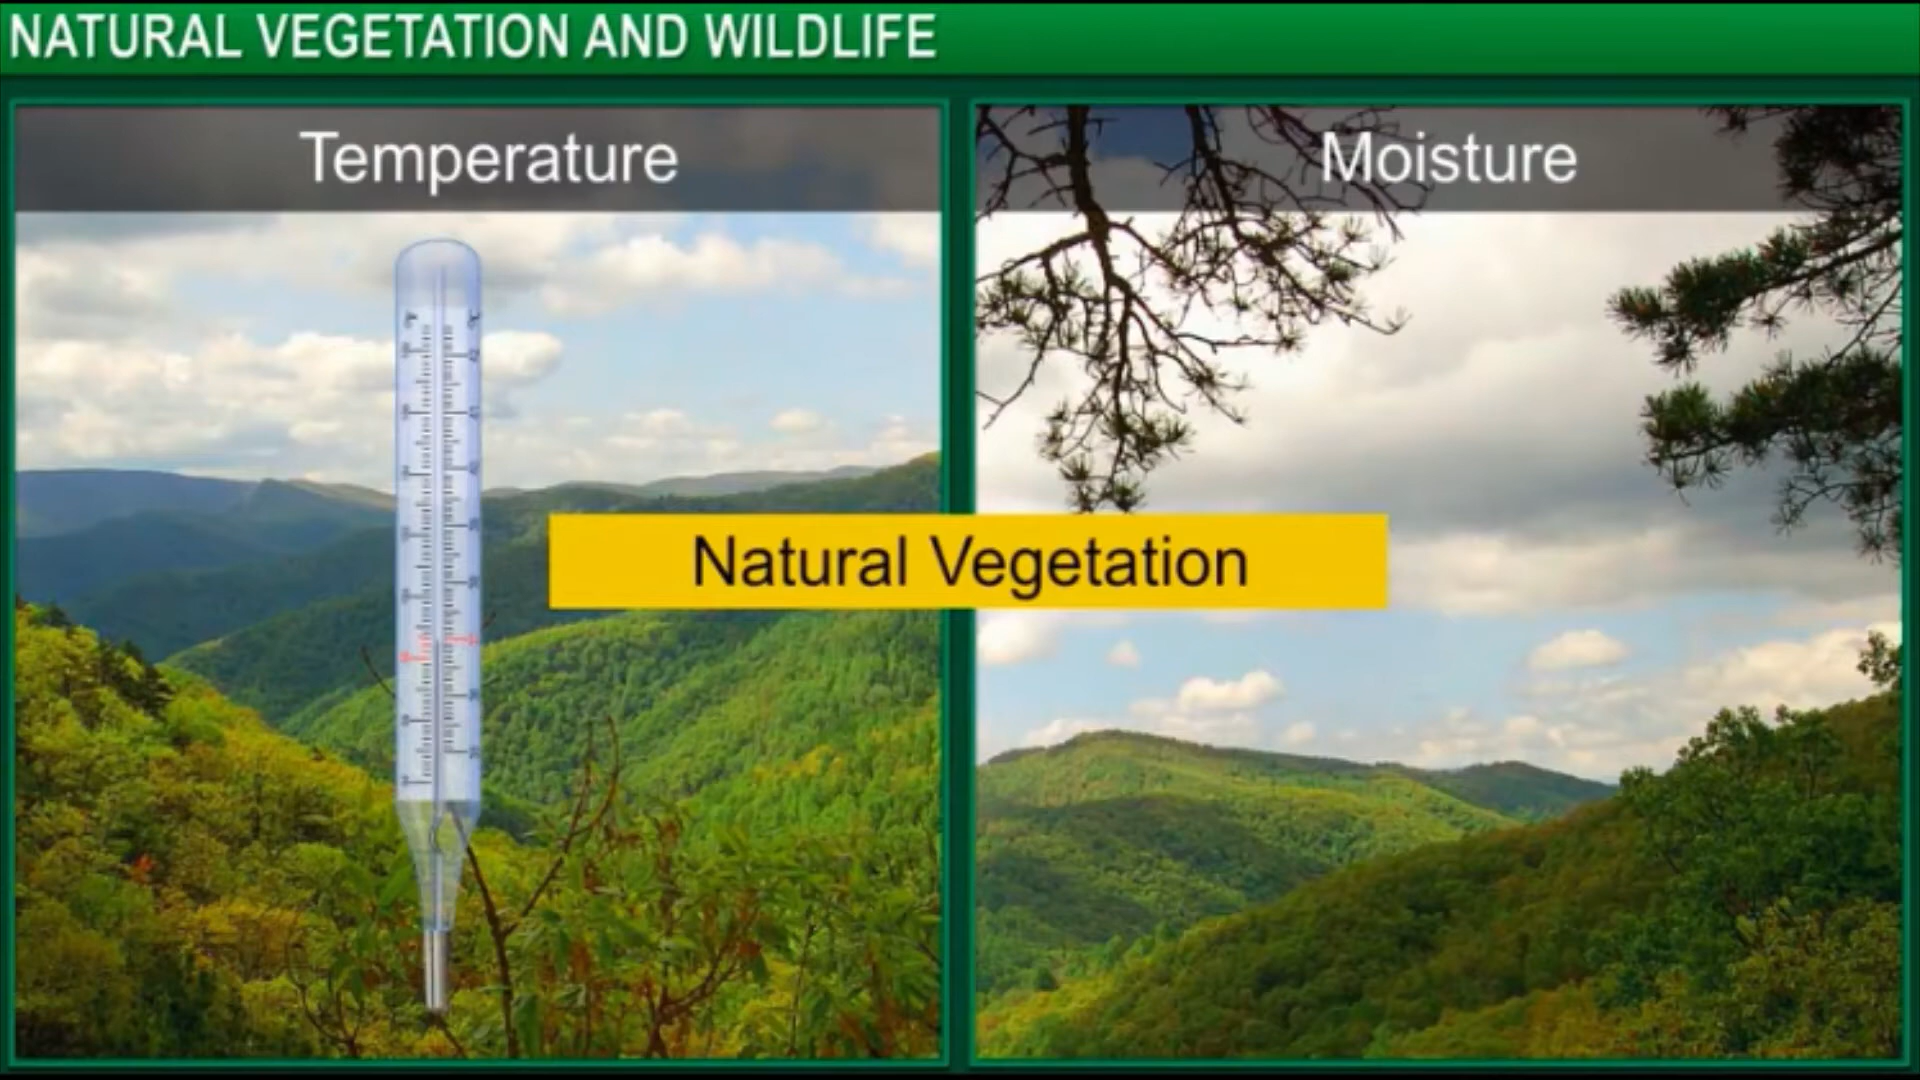 NATURAL VEGETATION AND WILDLIFE
Temperature
Moisture
Natural Vegetation